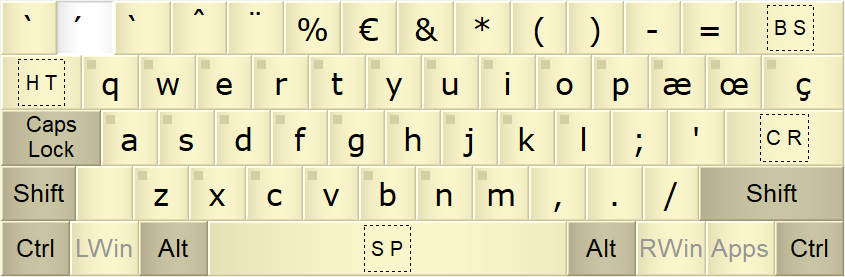 ` ´ ` ˆ ¨ % € & * ( ) - = BS
HT q w e r t y u i o p æ œ ç
Caps Lock a s d f g h j k l ; ' CR
Shift z x c v b n m , . / Shift
Ctrl LWin Alt SP Alt RWin Apps Ctrl